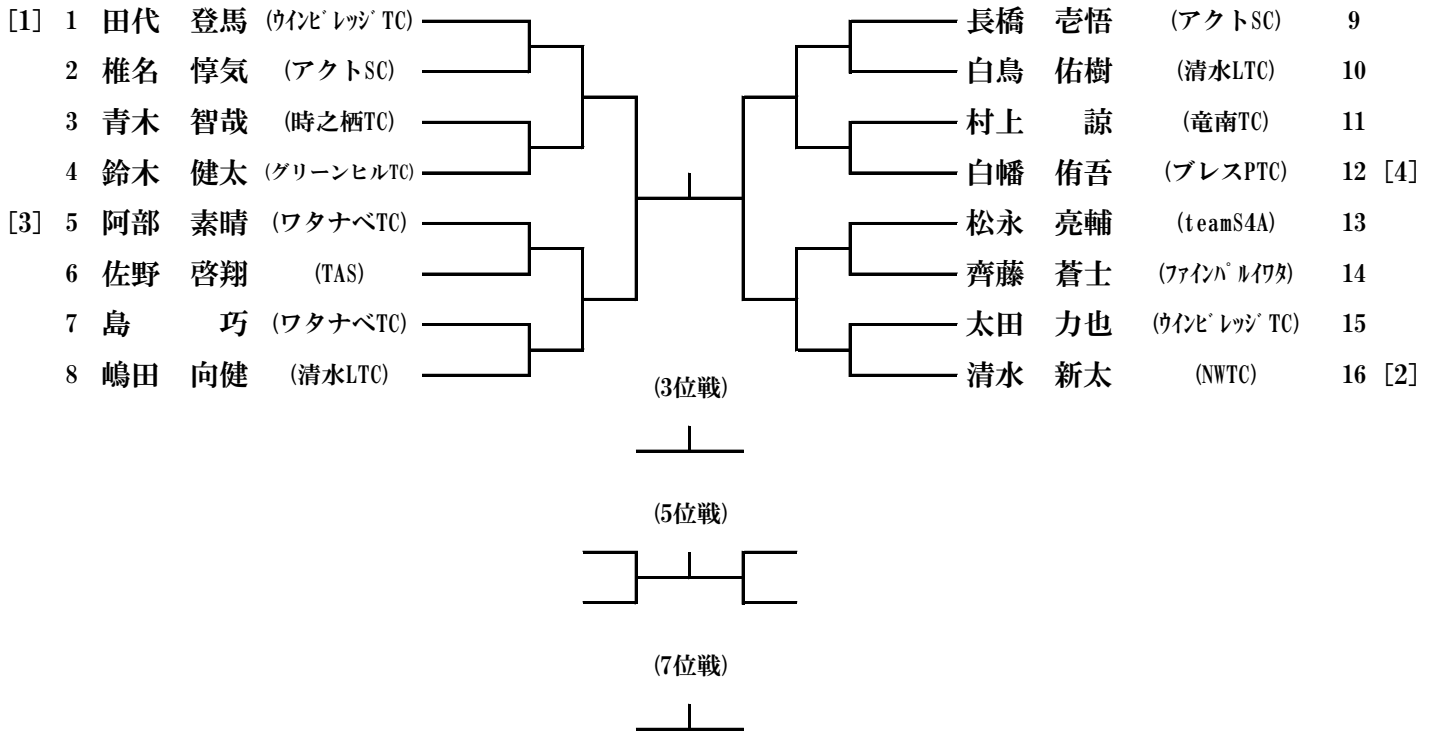 [1] 1 田代 登馬 (ｳｲﾝﾋﾞﾚｯｼﾞTC) 長橋 壱悟 (アクトSC) 9
2 椎名 惇気 (アクトSC) 白鳥 佑樹 (清水LTC) 10
3 青木 智哉 (時之栖TC) 村上 諒 (竜南TC) 11
4 鈴木 健太 (グリーンヒルTC) 白幡 侑吾 (ブレスPTC) 12 [4]
[3] 5 阿部 素晴 (ワタナベTC) 松永 亮輔 (teamS4A) 13
6 佐野 啓翔 (TAS) 齊藤 蒼士 (ﾌｧｲﾝﾊﾟﾙｲﾜﾀ) 14
7 島 巧 (ワタナベTC) 太田 力也 (ｳｲﾝﾋﾞﾚｯｼﾞTC) 15
8 嶋田 向健 (清水LTC) 清水 新太 (NWTC) 16 [2]
(3位戦)
(5位戦)
(7位戦)